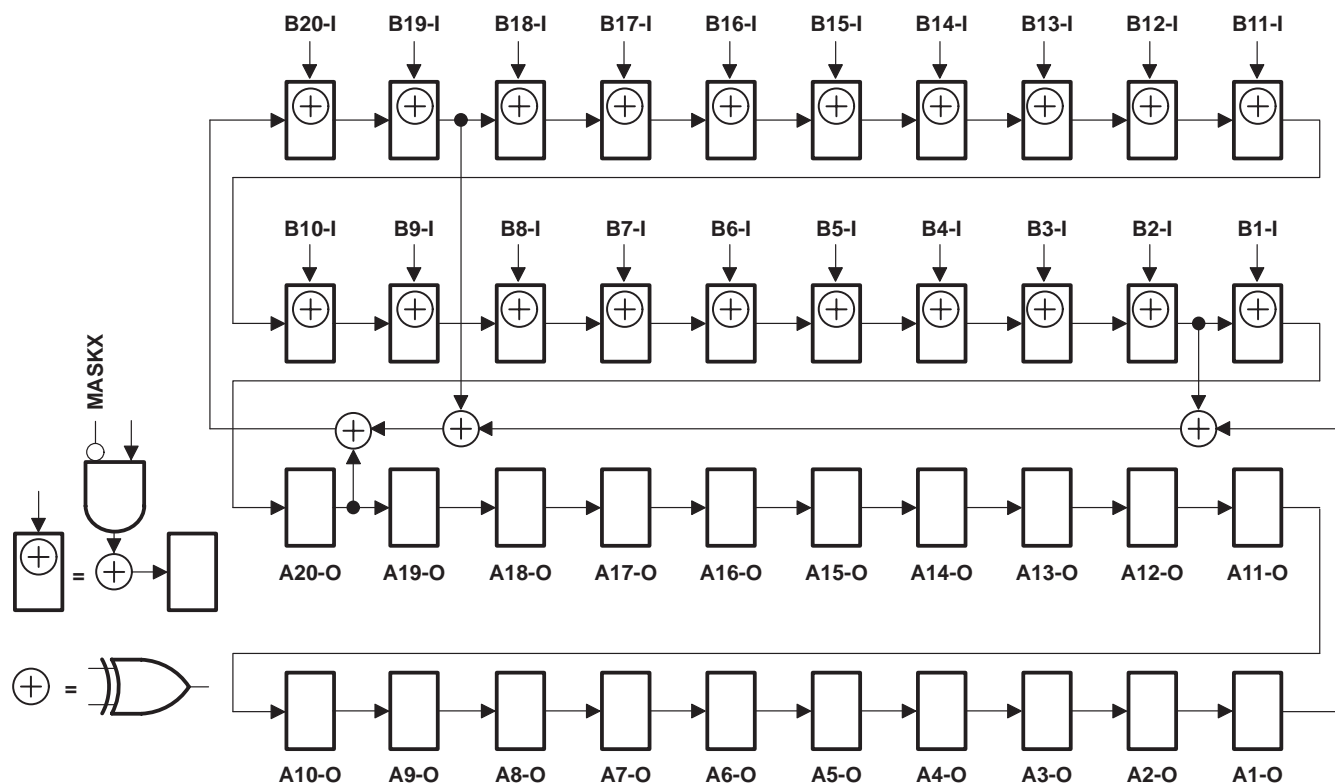 B20-I B19-I B18-I B17-I B16-I B15-I B14-I B13-I B12-I B11-I
B10-I B9-I B8-I B7-I B6-I B5-I B4-I B3-I B2-I B1-I
MASKX
A20-O A19-O A18-O A17-O A16-O A15-O A14-O A13-O A12-O A11-O
=
=
A10-O A9-O A8-O A7-O A6-O A5-O A4-O A3-O A2-O A1-O